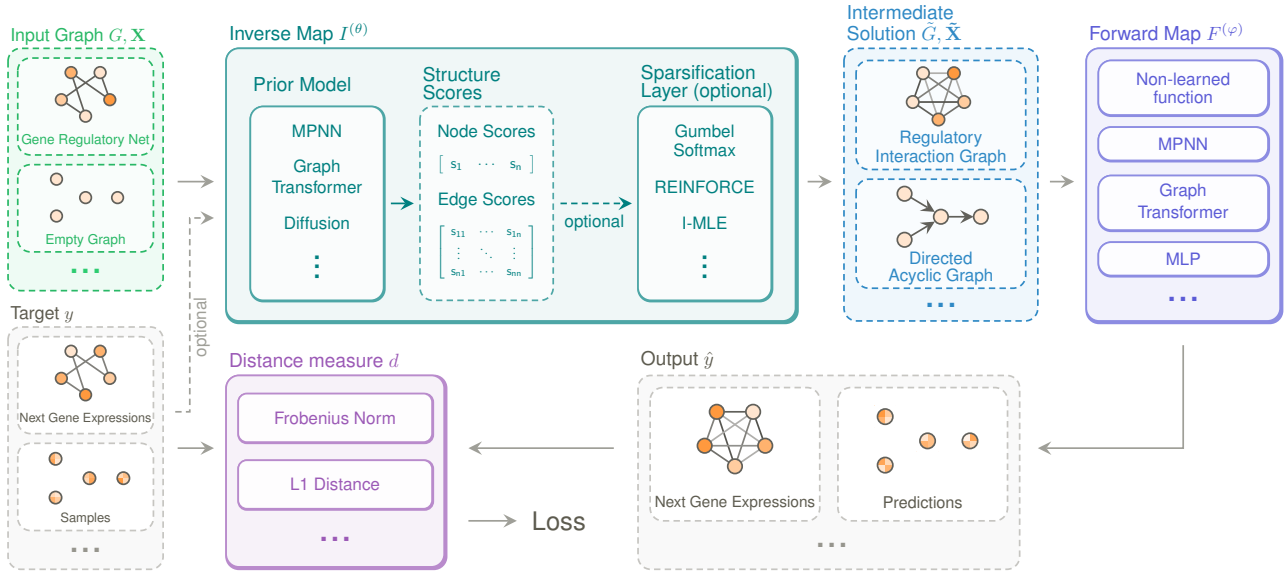 Input Graph G, X
Gene Regulatory Net
Empty Graph
...
Target y
Next Gene Expressions
Samples
...
optional
Inverse Map I^(θ)
Prior Model
MPNN
Graph
Transformer
Diffusion
⋮
Structure
Scores
Node Scores
[ s₁ ⋯ sₙ ]
Edge Scores
s₁₁ ⋯ s₁ₙ
⋮ ⋱ ⋮
sₙ₁ ⋯ sₙₙ
optional
Sparsification
Layer (optional)
Gumbel
Softmax
REINFORCE
I-MLE
⋮
Intermediate
Solution G̃, X̃
Regulatory
Interaction Graph
Directed
Acyclic Graph
...
Forward Map F^(φ)
Non-learned
function
MPNN
Graph
Transformer
MLP
...
Distance measure d
Frobenius Norm
L1 Distance
...
Loss
Output ŷ
Next Gene Expressions
Predictions
...